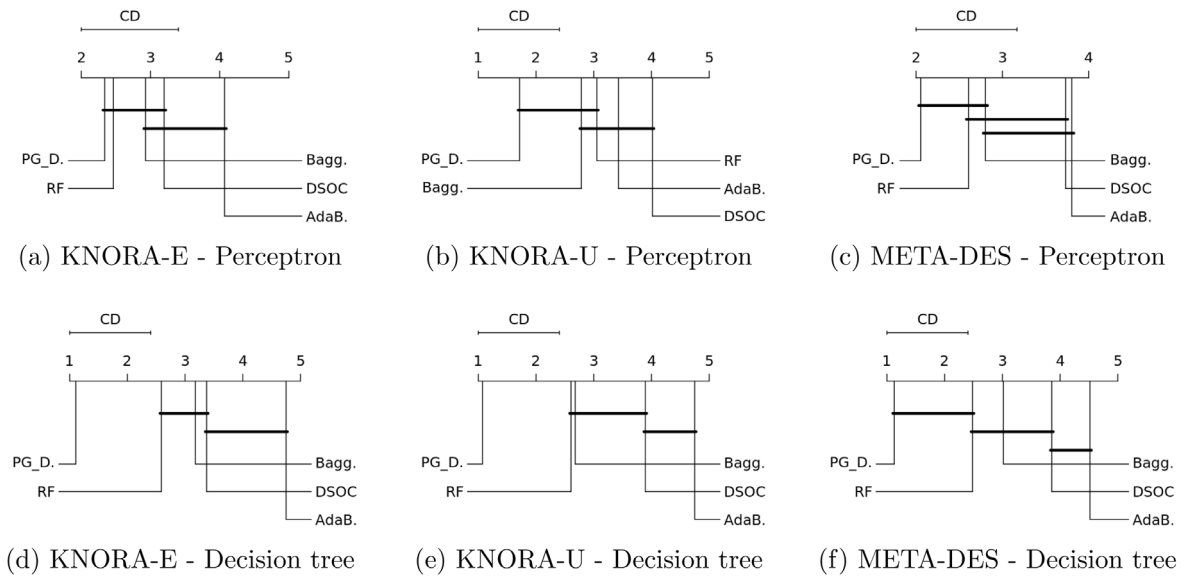 CD CD CD
2 3 4 5 1 2 3 4 5 2 3 4
PG_D. Bagg. PG_D. RF PG_D. Bagg.
RF DSOC Bagg. AdaB. RF DSOC
AdaB. DSOC AdaB.
(a) KNORA-E - Perceptron (b) KNORA-U - Perceptron (c) META-DES - Perceptron
CD CD CD
1 2 3 4 5 1 2 3 4 5 1 2 3 4 5
PG_D. Bagg. PG_D. Bagg. PG_D. Bagg.
RF DSOC RF DSOC RF DSOC
AdaB. AdaB. AdaB.
(d) KNORA-E - Decision tree (e) KNORA-U - Decision tree (f) META-DES - Decision tree